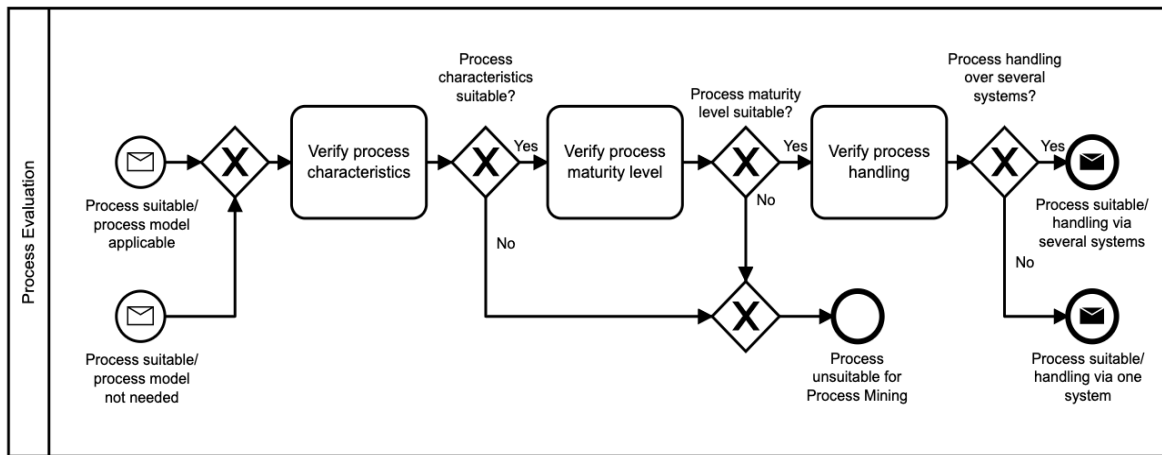 Process Evaluation
Process
characteristics
suitable?
Process maturity
level suitable?
Process handling
over several
systems?
X
Verify process
characteristics
X
Yes
Verify process
maturity level
X
Yes
Verify process
handling
X
Yes
Process suitable/
process model
applicable
No
No
Process suitable/
handling via
several systems
No
X
Process suitable/
process model
not needed
Process
unsuitable for
Process Mining
Process suitable/
handling via one
system